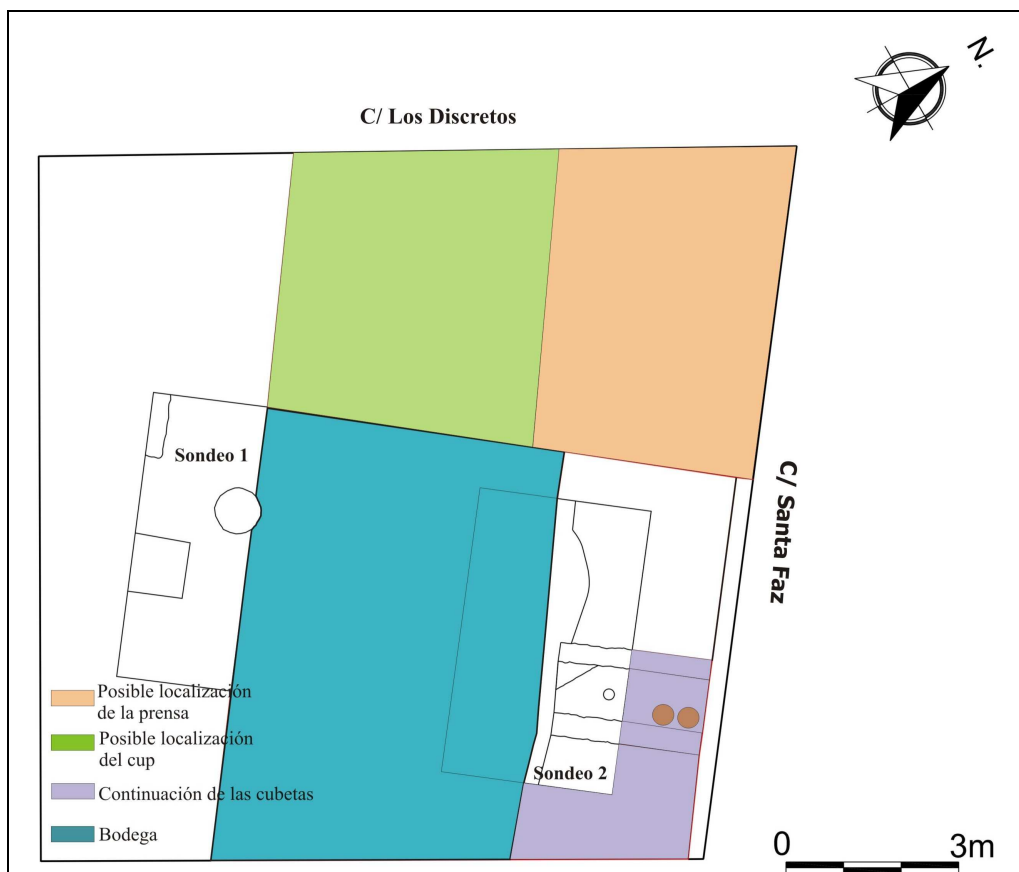 N.
C/ Los Discretos
Sondeo 1
C/ Santa Faz
Posible localización
de la prensa
Posible localización
del cup
Sondeo 2
Continuación de las cubetas
Bodega
0 3m